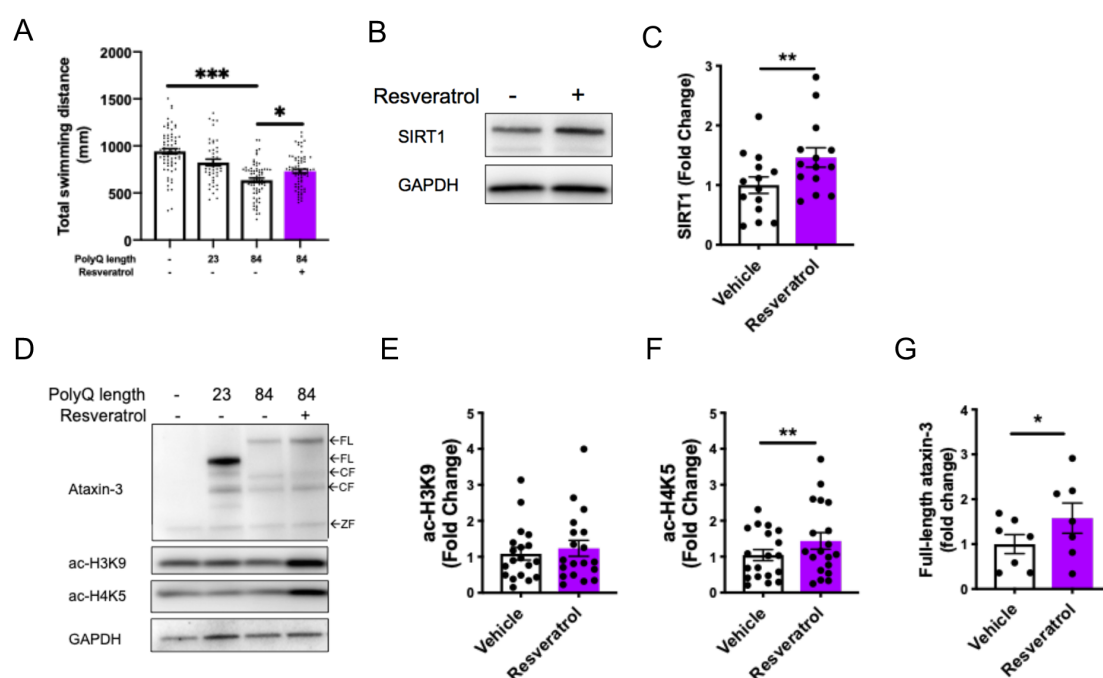 A
Total swimming distance
(mm)
2000
1500
1000
500
0
***
*
PolyQ length - 23 84 84
Resveratrol - - - +
B
Resveratrol - +
SIRT1
GAPDH
C
SIRT1 (Fold Change)
3
2
1
0
**
Vehicle
Resveratrol
D
PolyQ length - 23 84 84
Resveratrol - - - +
Ataxin-3
←FL
←FL
←CF
←CF
←ZF
ac-H3K9
ac-H4K5
GAPDH
E
ac-H3K9
(Fold Change)
5
4
3
2
1
0
Vehicle
Resveratrol
F
ac-H4K5
(Fold Change)
5
4
3
2
1
0
**
Vehicle
Resveratrol
G
Full-length ataxin-3
(fold change)
4
3
2
1
0
*
Vehicle
Resveratrol